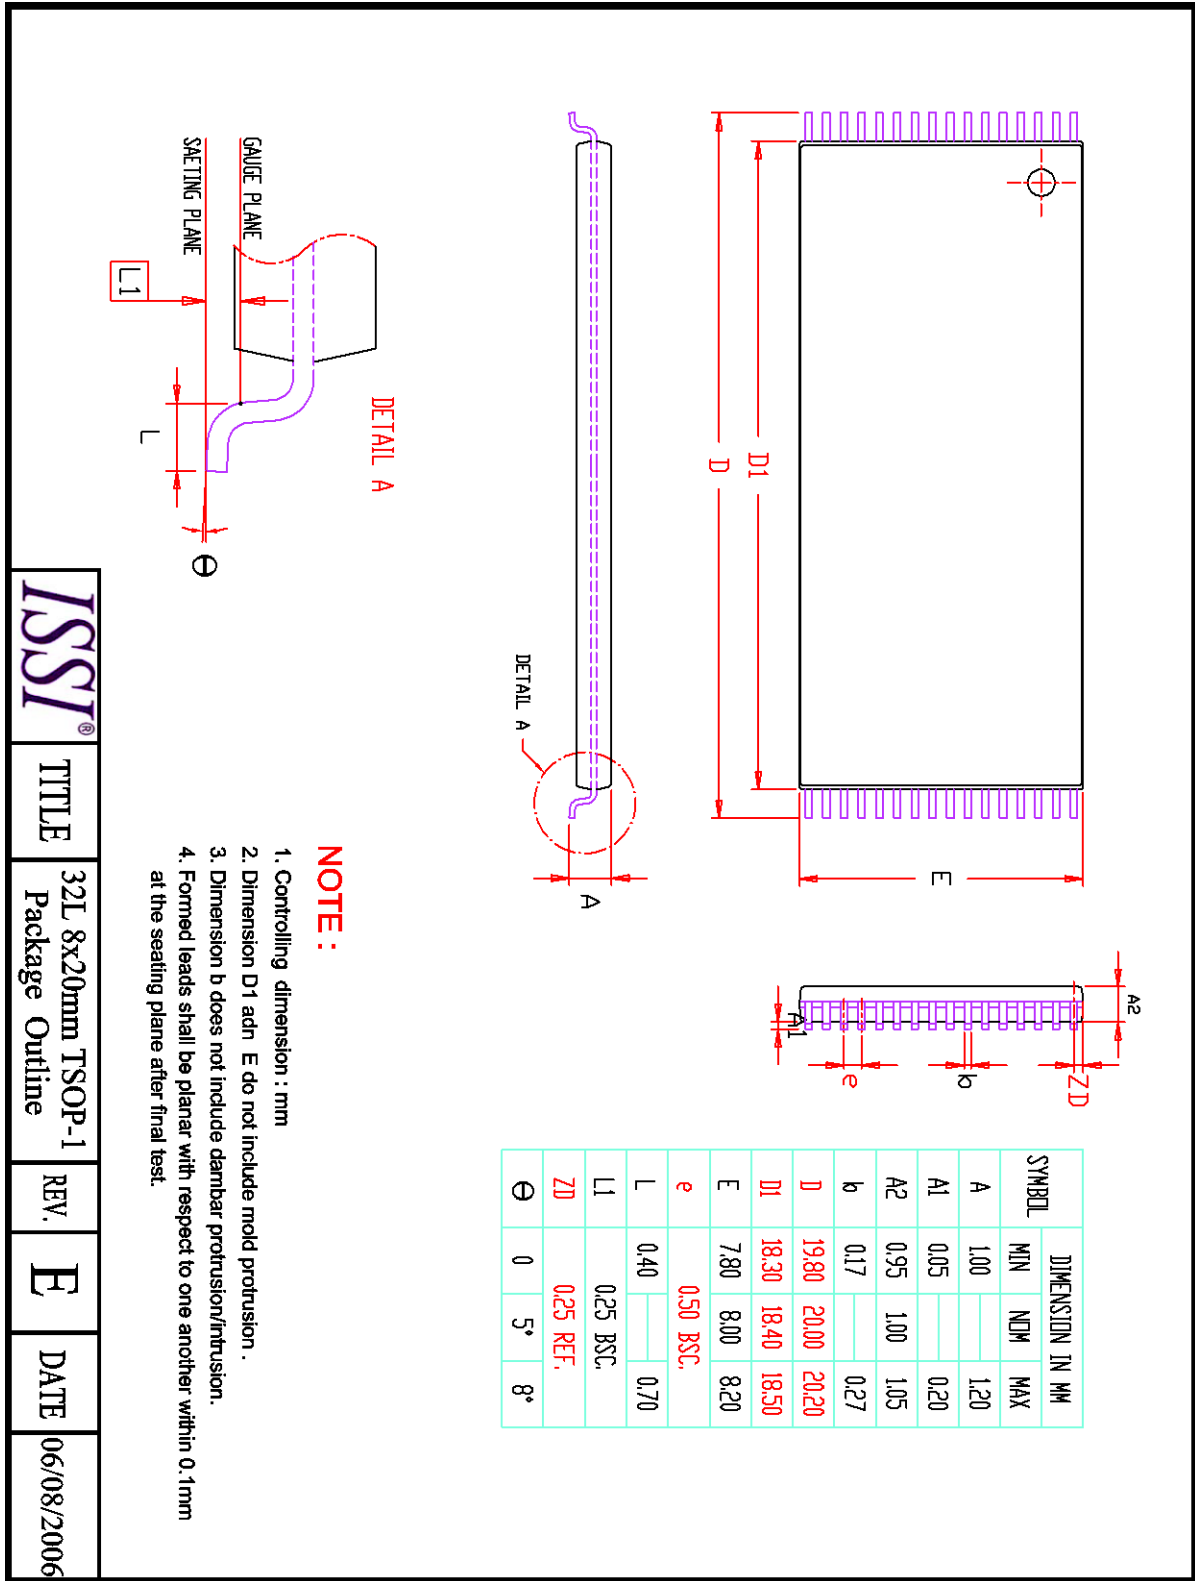 D1
D
E
A2
ZD
b
e
A1
A
DETAIL A
DETAIL A
GAUGE PLANE
SAETING PLANE
L1
L
Θ
SYMBOL DIMENSION IN MM
MIN NOM MAX
A 1.00 1.20
A1 0.05 0.20
A2 0.95 1.00 1.05
b 0.17 0.27
D 19.80 20.00 20.20
D1 18.30 18.40 18.50
E 7.80 8.00 8.20
e 0.50 BSC.
L 0.40 0.70
L1 0.25 BSC.
ZD 0.25 REF.
Θ 0 5° 8°
NOTE :
1. Controlling dimension : mm
2. Dimension D1 adn E do not include mold protrusion .
3. Dimension b does not include dambar protrusion/intrusion.
4. Formed leads shall be planar with respect to one another within 0.1mm
at the seating plane after final test.
ISSI®
TITLE
32L 8x20mm TSOP-1
Package Outline
REV.
E
DATE
06/08/2006